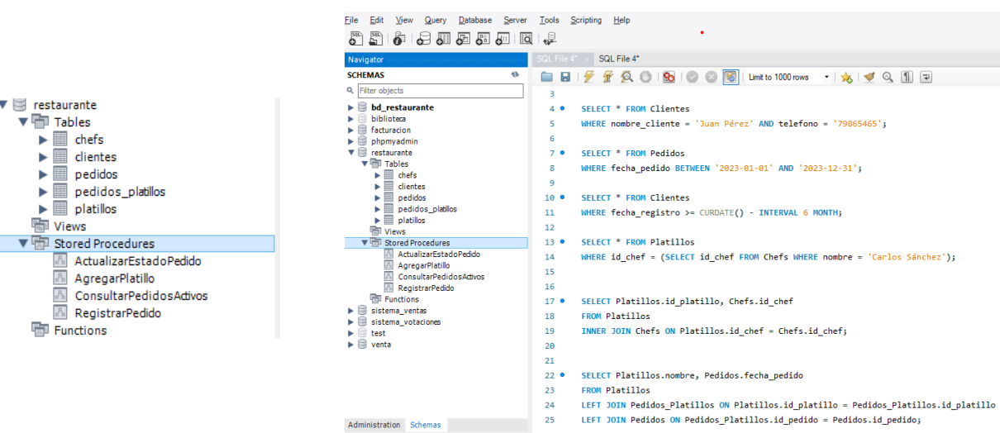 restaurante
Tables
chefs
clientes
pedidos
pedidos_platillos
platillos
Views
Stored Procedures
ActualizarEstadoPedido
AgregarPlatillo
ConsultarPedidosActivos
RegistrarPedido
Functions
File Edit View Query Database Server Tools Scripting Help
Navigator
SCHEMAS
Filter objects
bd_restaurante
biblioteca
facturacion
phpmyadmin
restaurante
Tables
chefs
clientes
pedidos
pedidos_platillos
platillos
Views
Stored Procedures
ActualizarEstadoPedido
AgregarPlatillo
ConsultarPedidosActivos
RegistrarPedido
Functions
sistema_ventas
sistema_votaciones
test
venta
Administration Schemas
SQL File 4* SQL File 4*
Limit to 1000 rows
3
4 SELECT * FROM Clientes
5 WHERE nombre_cliente = 'Juan Pérez' AND telefono = '79865465';
6
7 SELECT * FROM Pedidos
8 WHERE fecha_pedido BETWEEN '2023-01-01' AND '2023-12-31';
9
10 SELECT * FROM Clientes
11 WHERE fecha_registro >= CURDATE() - INTERVAL 6 MONTH;
12
13 SELECT * FROM Platillos
14 WHERE id_chef = (SELECT id_chef FROM Chefs WHERE nombre = 'Carlos Sánchez');
15
16
17 SELECT Platillos.id_platillo, Chefs.id_chef
18 FROM Platillos
19 INNER JOIN Chefs ON Platillos.id_chef = Chefs.id_chef;
20
21
22 SELECT Platillos.nombre, Pedidos.fecha_pedido
23 FROM Platillos
24 LEFT JOIN Pedidos_Platillos ON Platillos.id_platillo = Pedidos_Platillos.id_platillo
25 LEFT JOIN Pedidos ON Pedidos_Platillos.id_pedido = Pedidos.id_pedido;